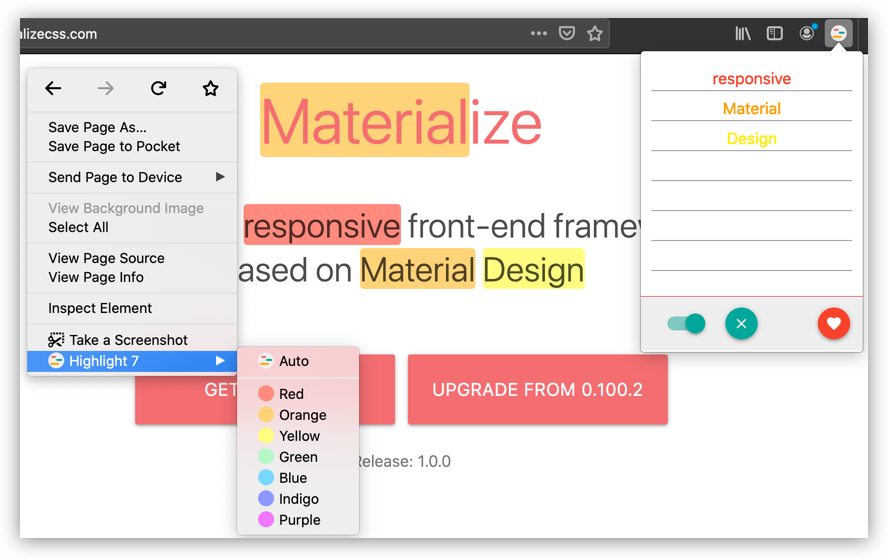 alizecss.com
responsive
Material
Design
Save Page As...
Save Page to Pocket
Send Page to Device
View Background Image
Select All
View Page Source
View Page Info
Inspect Element
Take a Screenshot
Highlight 7
Auto
Red
Orange
Yellow
Green
Blue
Indigo
Purple
Materialize
responsive front-end frame
ased on Material Design
GET
UPGRADE FROM 0.100.2
Release: 1.0.0